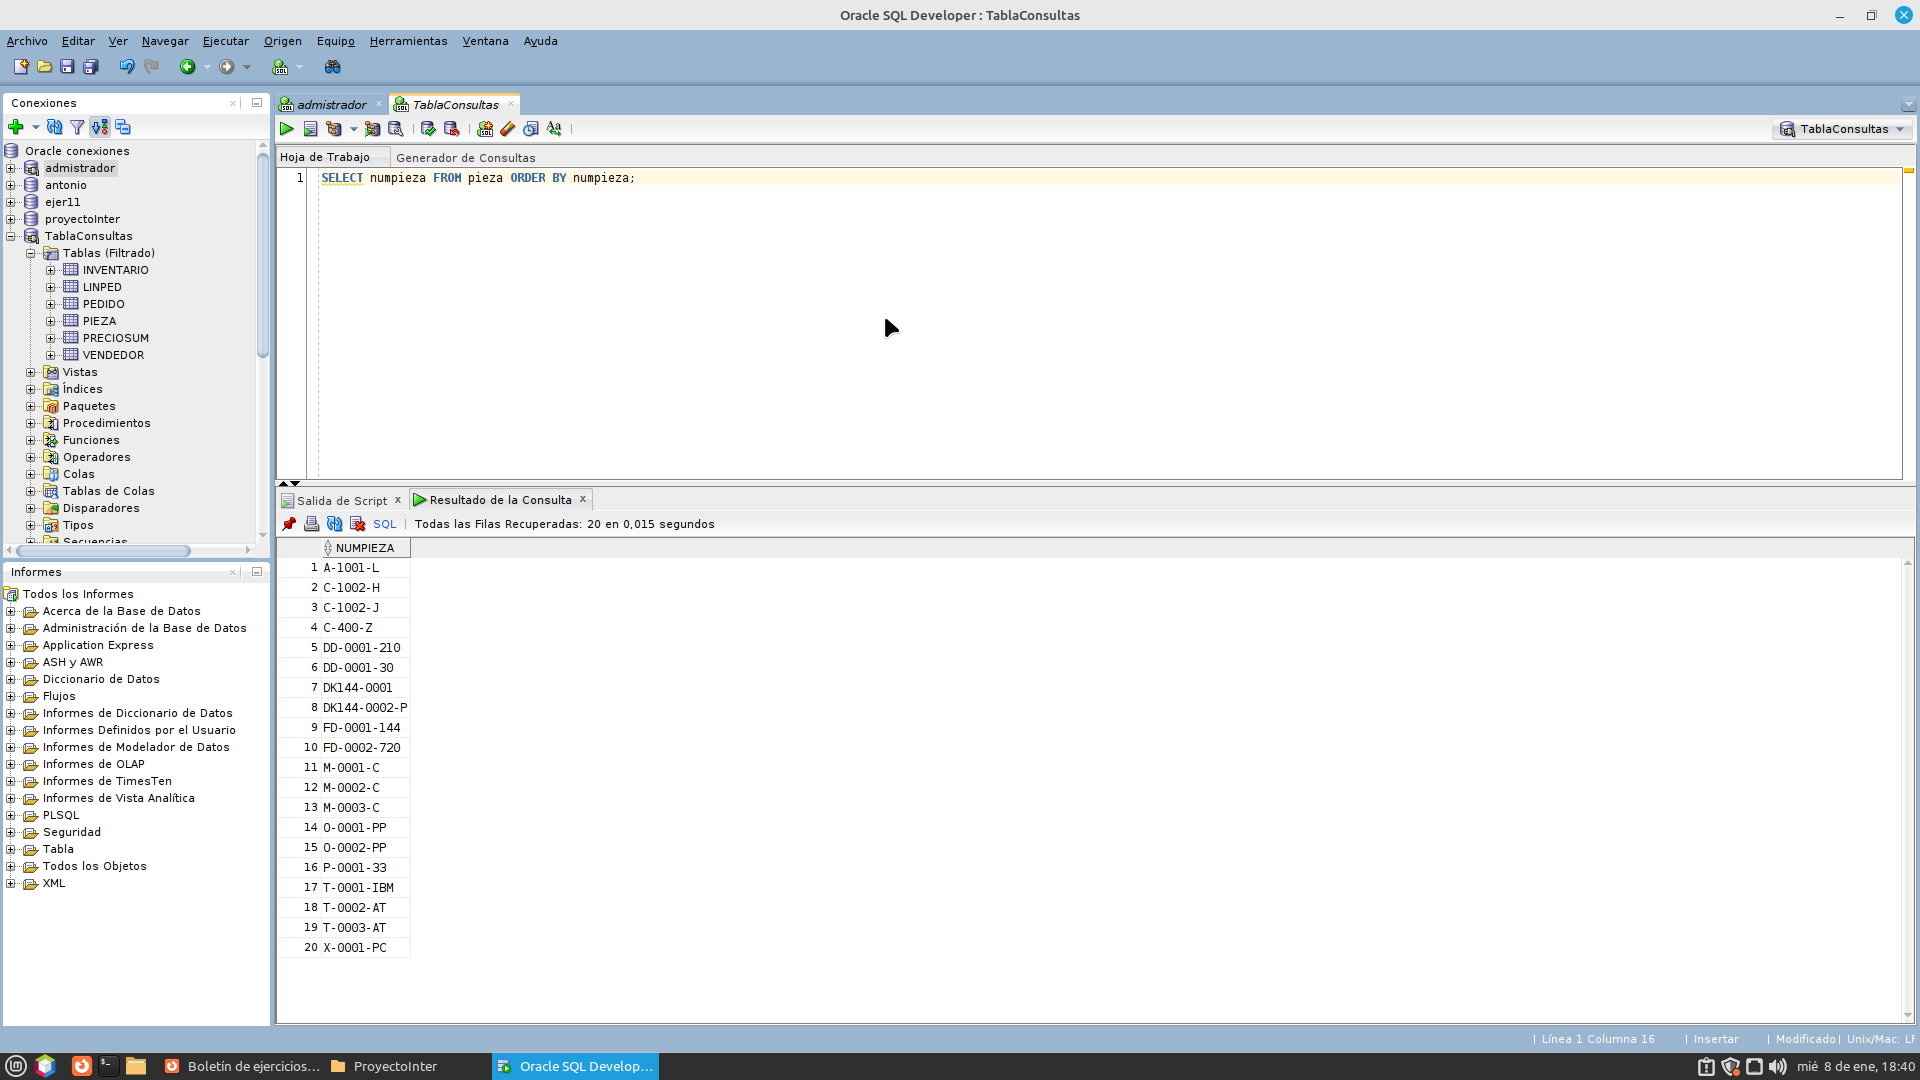 Oracle SQL Developer : TablaConsultas
Archivo Editar Ver Navegar Ejecutar Origen Equipo Herramientas Ventana Ayuda
Conexiones
Oracle conexiones
admistrador
antonio
ejer11
proyectoInter
TablaConsultas
Tablas (Filtrado)
INVENTARIO
LINPED
PEDIDO
PIEZA
PRECIOSUM
VENDEDOR
Vistas
Índices
Paquetes
Procedimientos
Funciones
Operadores
Colas
Tablas de Colas
Disparadores
Tipos
Secuencias
Informes
Todos los Informes
Acerca de la Base de Datos
Administración de la Base de Datos
Application Express
ASH y AWR
Diccionario de Datos
Flujos
Informes de Diccionario de Datos
Informes Definidos por el Usuario
Informes de Modelador de Datos
Informes de OLAP
Informes de TimesTen
Informes de Vista Analítica
PLSQL
Seguridad
Tabla
Todos los Objetos
XML
admistrador TablaConsultas
TablaConsultas
Hoja de Trabajo Generador de Consultas
1 SELECT numpieza FROM pieza ORDER BY numpieza;
Salida de Script Resultado de la Consulta
SQL Todas las Filas Recuperadas: 20 en 0,015 segundos
NUMPIEZA
1 A-1001-L
2 C-1002-H
3 C-1002-J
4 C-400-Z
5 DD-0001-210
6 DD-0001-30
7 DK144-0001
8 DK144-0002-P
9 FD-0001-144
10 FD-0002-720
11 M-0001-C
12 M-0002-C
13 M-0003-C
14 O-0001-PP
15 O-0002-PP
16 P-0001-33
17 T-0001-IBM
18 T-0002-AT
19 T-0003-AT
20 X-0001-PC
Línea 1 Columna 16 | Insertar | Modificado | Unix/Mac: LF
Boletín de ejercicios... ProyectoInter Oracle SQL Develop... mié 8 de ene, 18:40